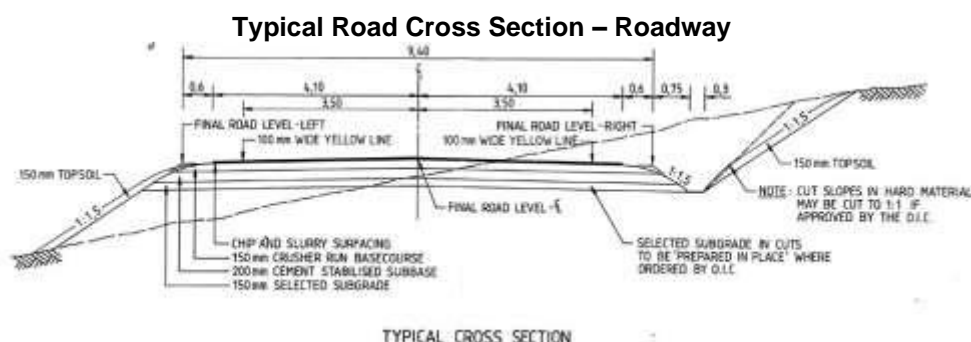 Typical Road Cross Section – Roadway
9,40
0,6 4,10 4,10 0,6 0,75 0,3
3,50 3,50
FINAL ROAD LEVEL-LEFT FINAL ROAD LEVEL-RIGHT
100 mm WIDE YELLOW LINE 100 mm WIDE YELLOW LINE
150 mm TOPSOIL
1:1.5
1:1.5
1:1.5
150 mm TOPSOIL
NOTE: CUT SLOPES IN HARD MATERIAL
MAY BE CUT TO 1:1 IF
APPROVED BY THE O.I.C.
FINAL ROAD LEVEL-℄
CHIP AND SLURRY SURFACING
150 mm CRUSHER RUN BASECOURSE
200 mm CEMENT STABILISED SUBBASE
150 mm SELECTED SUBGRADE
SELECTED SUBGRADE IN CUTS
TO BE 'PREPARED IN PLACE' WHERE
ORDERED BY O.I.C
TYPICAL CROSS SECTION